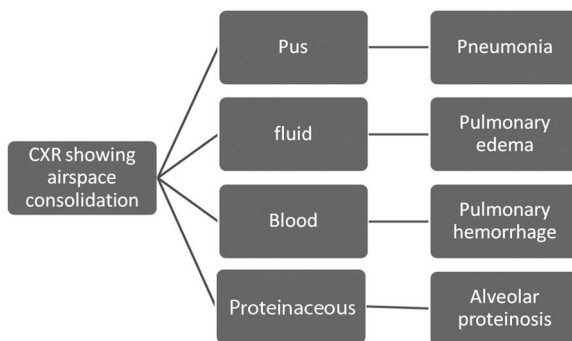 CXR showing
airspace
consolidation
Pus
Pneumonia
fluid
Pulmonary
edema
Blood
Pulmonary
hemorrhage
Proteinaceous
Alveolar
proteinosis